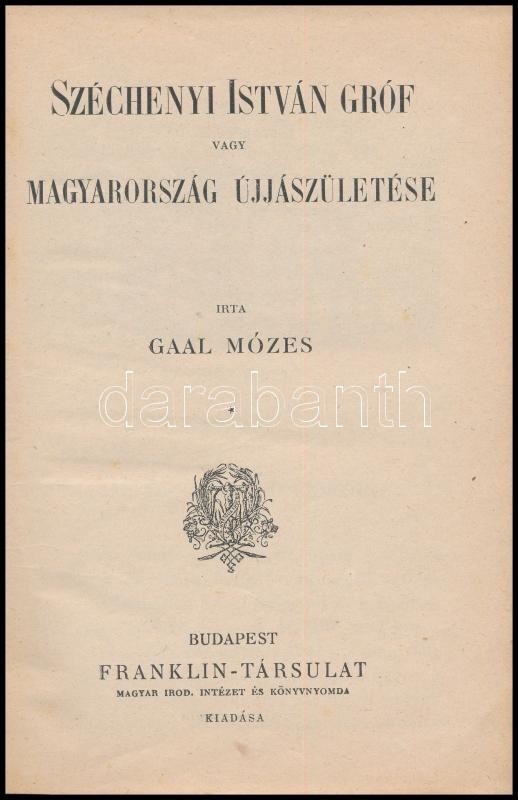 SZÉCHENYI ISTVÁN GRÓF
VAGY
MAGYARORSZÁG ÚJJÁSZÜLETÉSE
IRTA
GAAL MÓZES
darabanth
*
BUDAPEST
FRANKLIN-TÁRSULAT
MAGYAR IROD. INTÉZET ÉS KÖNYVNYOMDA
KIADÁSA